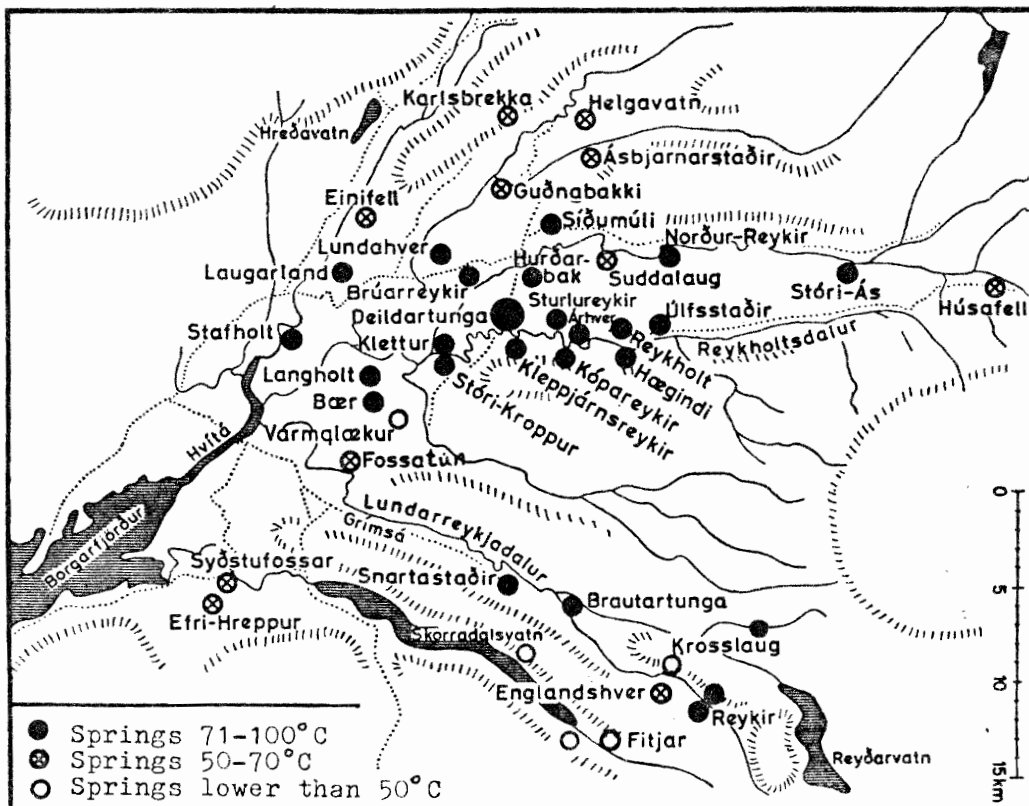 Karlsbrekka
Helgavatn
Hreðavatn
Ásbjarnarstaðir
Guðnabakki
Einifell
Síðumúli
Lundahver
Hurðar-
bak
Norður-Reykir
Laugarland
Brúarreykir
Suddalaug
Stóri-Ás
Húsafell
Deildartunga
Sturlureykir
Árhver
Úlfsstaðir
Stafholt
Klettur
Reykholt
Reykholtsdalur
Langholt
Bær
Stóri-Kroppur
Kleppjárnsreykir
Kópareykir
Hægindi
Hvítá
Varmalækur
Fossatún
Borgarfjörður
Lundarreykjadalur
Grímsá
0
Syðstufossar
Snartastaðir
5
Efri-Hreppur
Brautartunga
Skorradalsvatn
Krosslaug
Englandshver
10
Reykir
Fitjar
Reyðarvatn
15km
Springs 71-100°C
Springs 50-70°C
Springs lower than 50°C